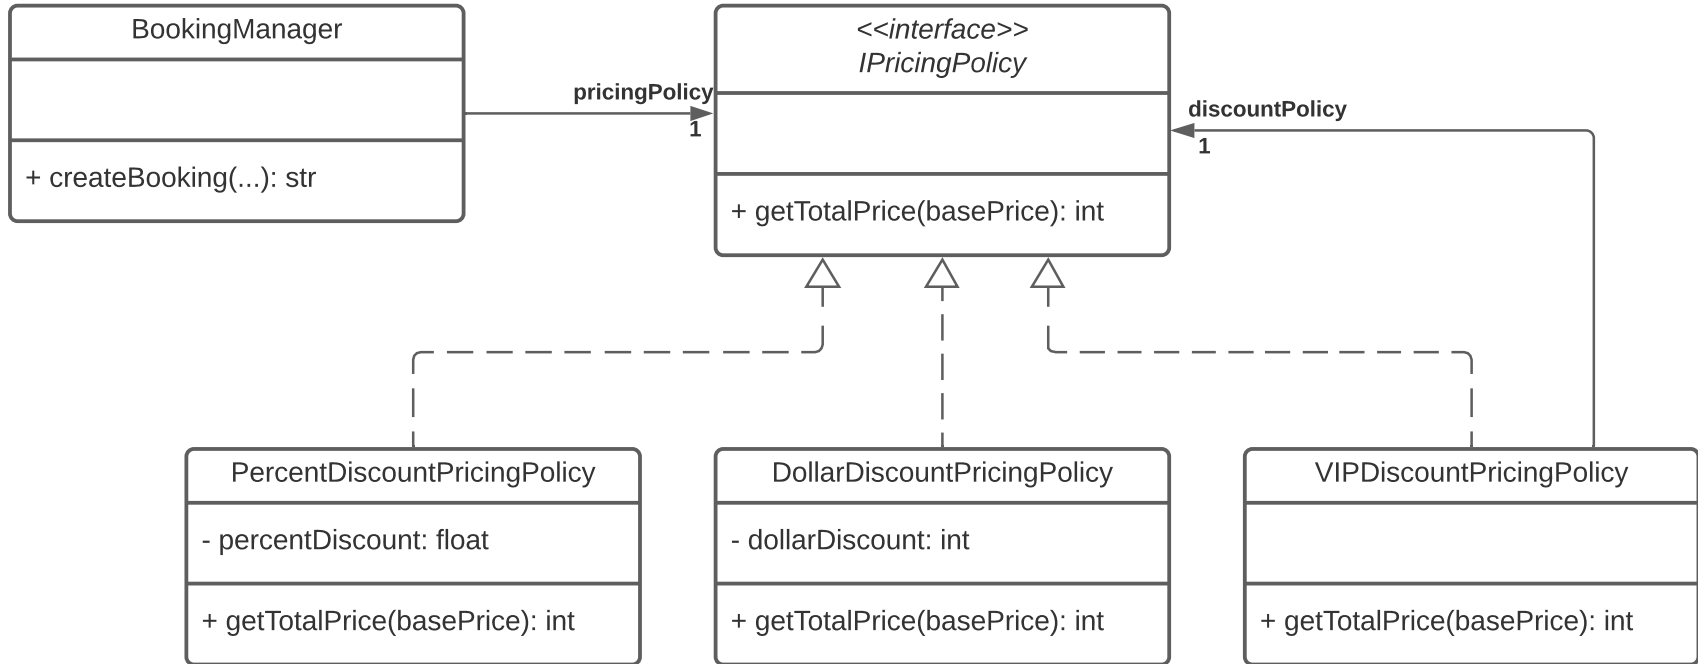 BookingManager
+ createBooking(...): str
pricingPolicy
1
<<interface>>
IPricingPolicy
+ getTotalPrice(basePrice): int
discountPolicy
1
PercentDiscountPricingPolicy
- percentDiscount: float
+ getTotalPrice(basePrice): int
DollarDiscountPricingPolicy
- dollarDiscount: int
+ getTotalPrice(basePrice): int
VIPDiscountPricingPolicy
+ getTotalPrice(basePrice): int